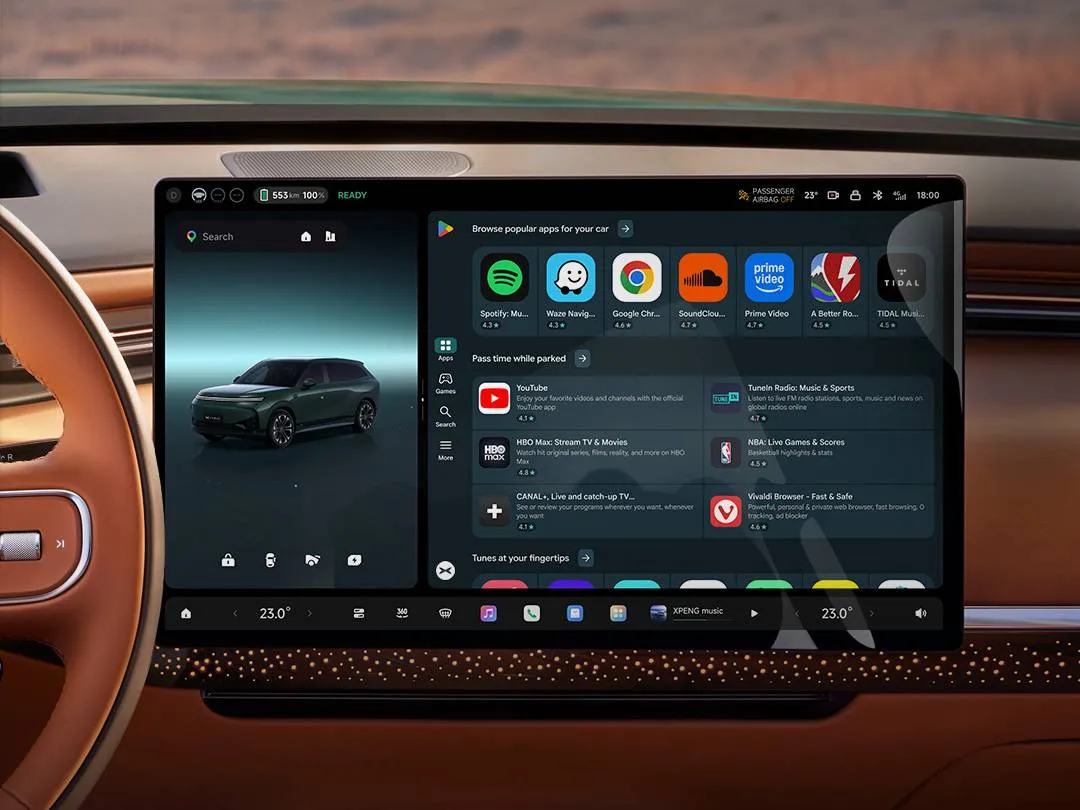 D
553 km 100%
READY
PASSENGER
AIRBAG OFF
23°
4G
18:00
Search
Browse popular apps for your car
prime
video
TIDAL
Spotify: Mu...
Waze Navig...
Google Chr...
SoundClou...
Prime Video
A Better Ro...
TIDAL Musi...
4.3★
4.3★
4.6★
4.7★
4.7★
4.5★
4.5★
Apps
Games
Search
More
Pass time while parked
YouTube
Enjoy your favorite videos and channels with the official
YouTube app
4.1★
TUNE IN
TuneIn Radio: Music & Sports
Listen to live FM radio stations, sports, music and news on
global radios online
4.7★
HBO
max
HBO Max: Stream TV & Movies
Watch hit original series, films, reality, and more on HBO
Max
4.8★
NBA: Live Games & Scores
Basketball highlights & stats
4.5★
CANAL+, Live and catch-up TV...
See or review your programs wherever you want, whenever
you want
4.1★
Vivaldi Browser - Fast & Safe
Powerful, personal & private web browser, fast browsing, 0
tracking, ad blocker
4.6★
Tunes at your fingertips
23.0°
360
XPENG music
23.0°
R